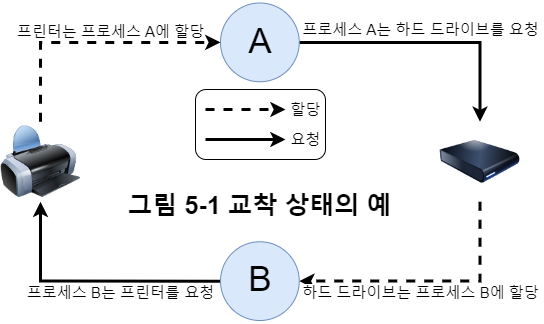 프린터는 프로세스 A에 할당
A
프로세스 A는 하드 드라이브를 요청
할당
요청
그림 5-1 교착 상태의 예
프로세스 B는 프린터를 요청
B
하드 드라이브는 프로세스 B에 할당